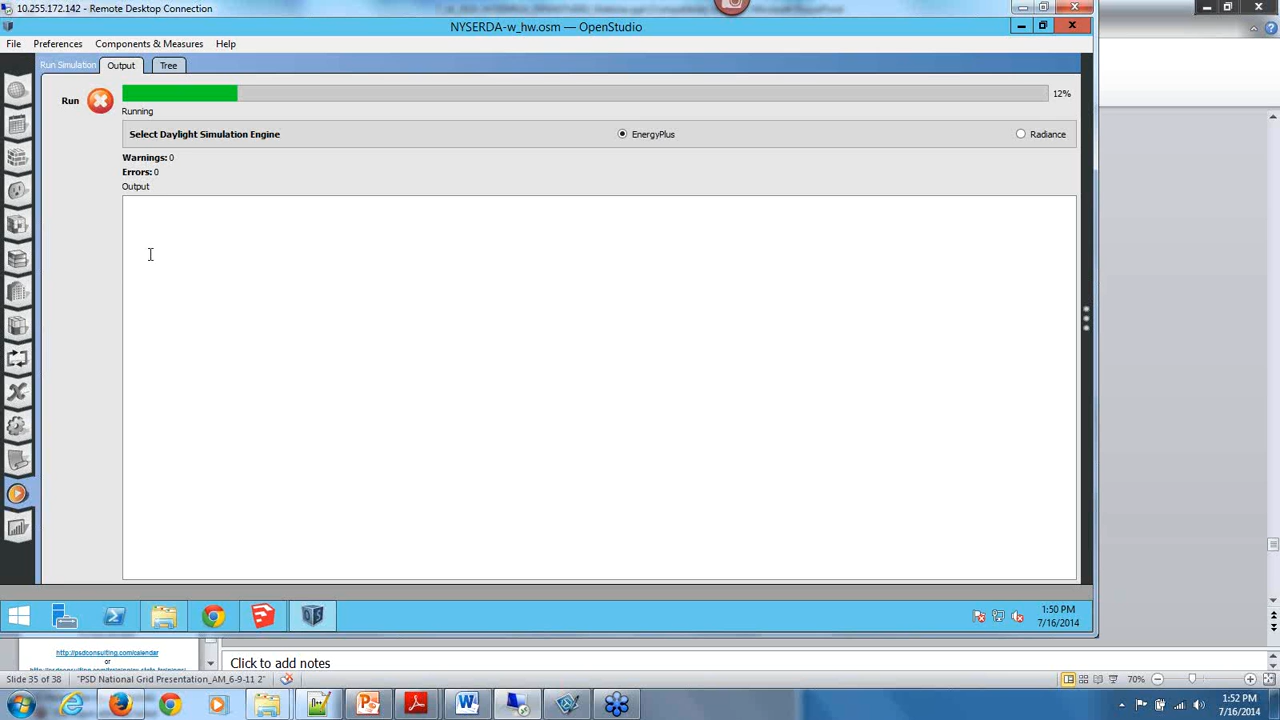 10.255.172.142 - Remote Desktop Connection
NYSERDA-w_hw.osm — OpenStudio
File Preferences Components & Measures Help
Run Simulation Output Tree
Run
12%
Running
Select Daylight Simulation Engine EnergyPlus Radiance
Warnings: 0
Errors: 0
Output
1:50 PM
7/16/2014
http://psdconsulting.com/calendar
or
Click to add notes
Slide 35 of 38 "PSD National Grid Presentation_AM_6-9-11 2" 70%
1:52 PM
7/16/2014